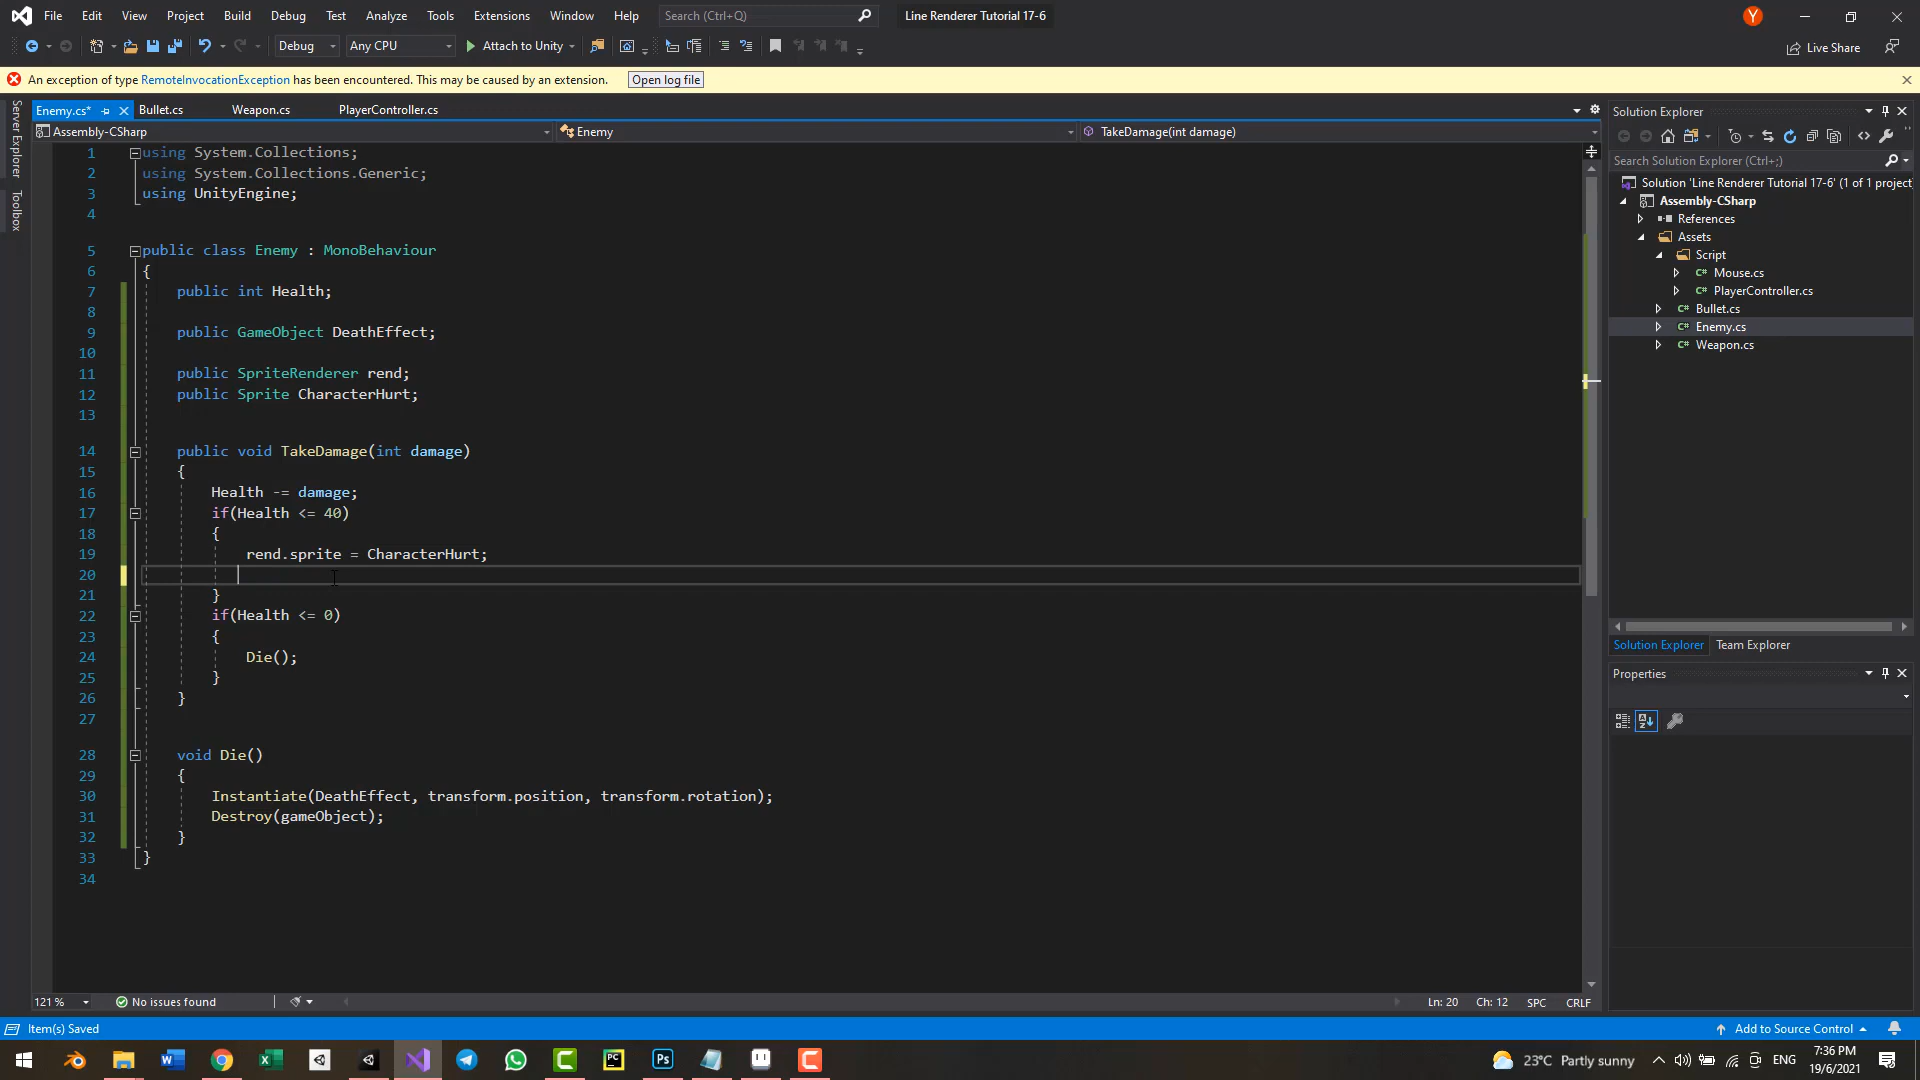 File Edit View Project Build Debug Test Analyze Tools Extensions Window Help Search (Ctrl+Q) Line Renderer Tutorial 17-6 Y
Debug Any CPU Attach to Unity Live Share
An exception of type RemoteInvocationException has been encountered. This may be caused by an extension. Open log file
Enemy.cs* Bullet.cs Weapon.cs PlayerController.cs
Assembly-CSharp Enemy TakeDamage(int damage)
Server Explorer
Toolbox
1 using System.Collections;
2 using System.Collections.Generic;
3 using UnityEngine;
4
5 public class Enemy : MonoBehaviour
6 {
7 public int Health;
8
9 public GameObject DeathEffect;
10
11 public SpriteRenderer rend;
12 public Sprite CharacterHurt;
13
14 public void TakeDamage(int damage)
15 {
16 Health -= damage;
17 if(Health <= 40)
18 {
19 rend.sprite = CharacterHurt;
20
21 }
22 if(Health <= 0)
23 {
24 Die();
25 }
26 }
27
28 void Die()
29 {
30 Instantiate(DeathEffect, transform.position, transform.rotation);
31 Destroy(gameObject);
32 }
33 }
34
121 % No issues found Ln: 20 Ch: 12 SPC CRLF
Solution Explorer
Search Solution Explorer (Ctrl+;)
Solution 'Line Renderer Tutorial 17-6' (1 of 1 project
Assembly-CSharp
References
Assets
Script
C# Mouse.cs
C# PlayerController.cs
C# Bullet.cs
C# Enemy.cs
C# Weapon.cs
Solution Explorer Team Explorer
Properties
Item(s) Saved Add to Source Control
23°C Partly sunny ENG 7:36 PM
19/6/2021